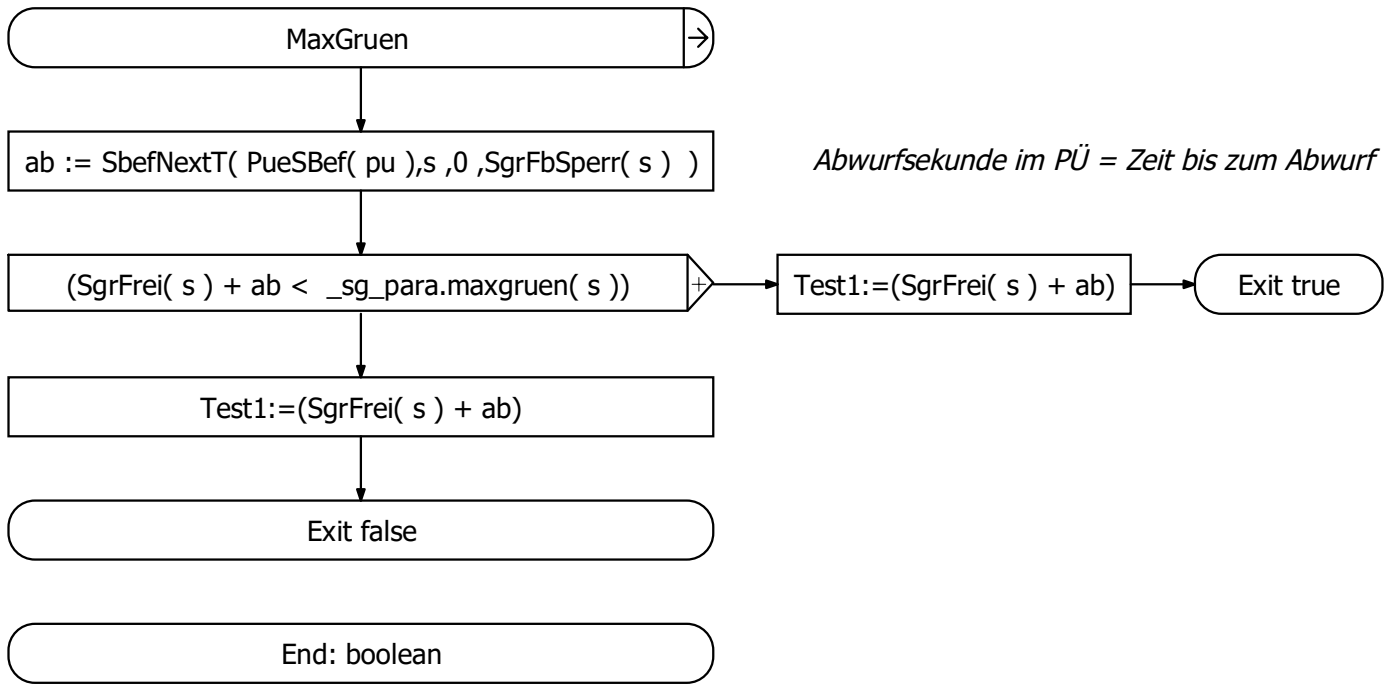 MaxGruen
ab := SbefNextT( PueSBef( pu ),s ,0 ,SgrFbSperr( s )  )
Abwurfsekunde im PÜ = Zeit bis zum Abwurf
(SgrFrei( s ) + ab <  _sg_para.maxgruen( s ))
+
Test1:=(SgrFrei( s ) + ab)
Exit true
Test1:=(SgrFrei( s ) + ab)
Exit false
End: boolean